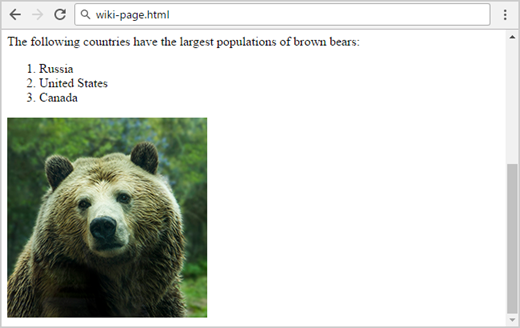 wiki-page.html
The following countries have the largest populations of brown bears:
1. Russia
2. United States
3. Canada